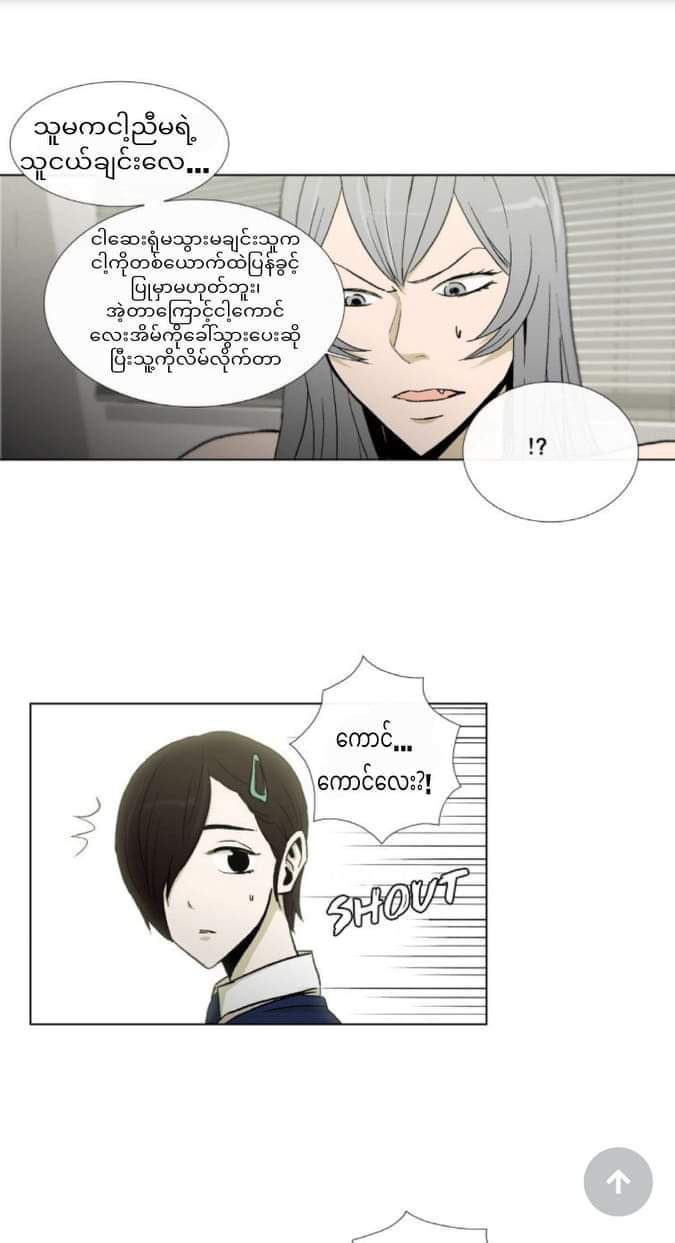 သူမကငါ့ညီမရဲ့
သူငယ်ချင်းလေ...
ငါဆေးရုံမသွားမချင်းသူက
ငါ့ကိုတစ်ယောက်ထဲပြန်ခွင့်
ပြုမှာမဟုတ်ဘူး၊
အဲ့တာကြောင့်ငါ့ကောင်
လေးအိမ်ကိုခေါ်သွားပေးဆို
ပြီးသူ့ကိုလိမ်လိုက်တာ
!?
ကောင်...
ကောင်လေး?!
SHOUT